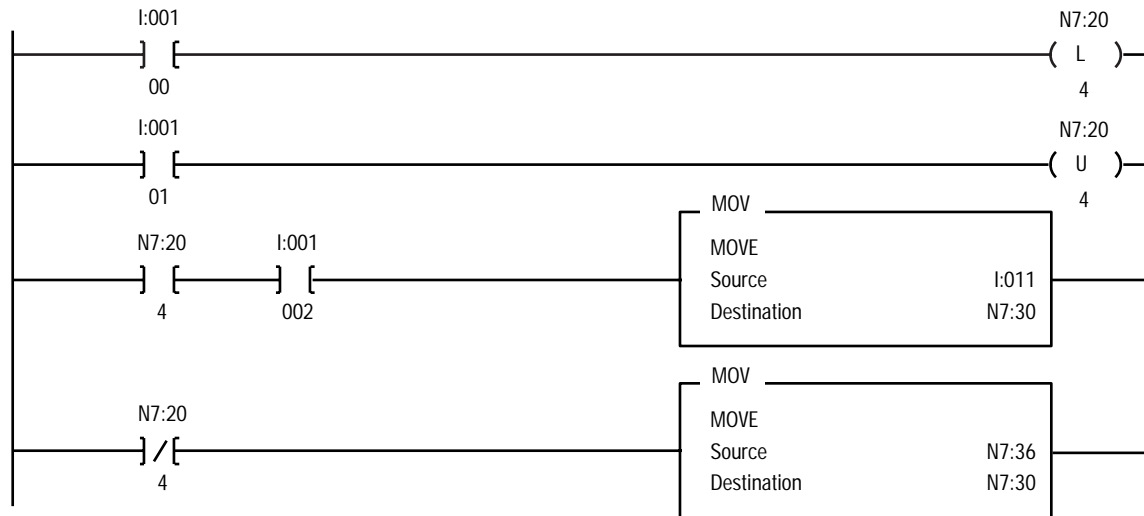 I:001
N7:20
L
00
4
I:001
N7:20
U
01
4
MOV
N7:20
I:001
MOVE
Source I:011
4
002
Destination N7:30
MOV
N7:20
MOVE
Source N7:36
4
Destination N7:30